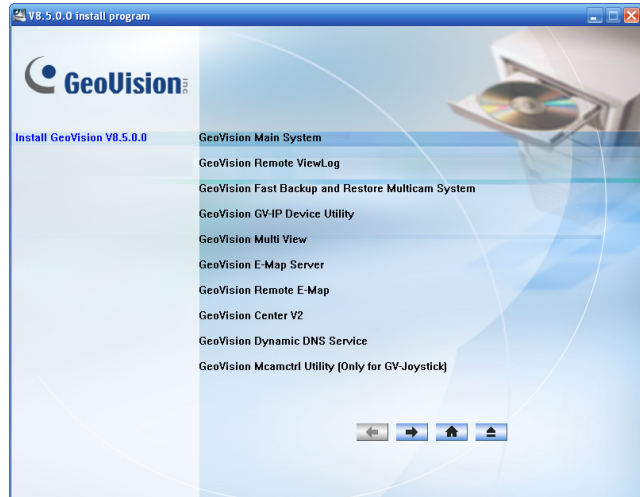 V8.5.0.0 install program
GeoVision inc
Install GeoVision V8.5.0.0
GeoVision Main System
GeoVision Remote ViewLog
GeoVision Fast Backup and Restore Multicam System
GeoVision GV-IP Device Utility
GeoVision Multi View
GeoVision E-Map Server
GeoVision Remote E-Map
GeoVision Center V2
GeoVision Dynamic DNS Service
GeoVision Mcamctrl Utility (Only for GV-Joystick)